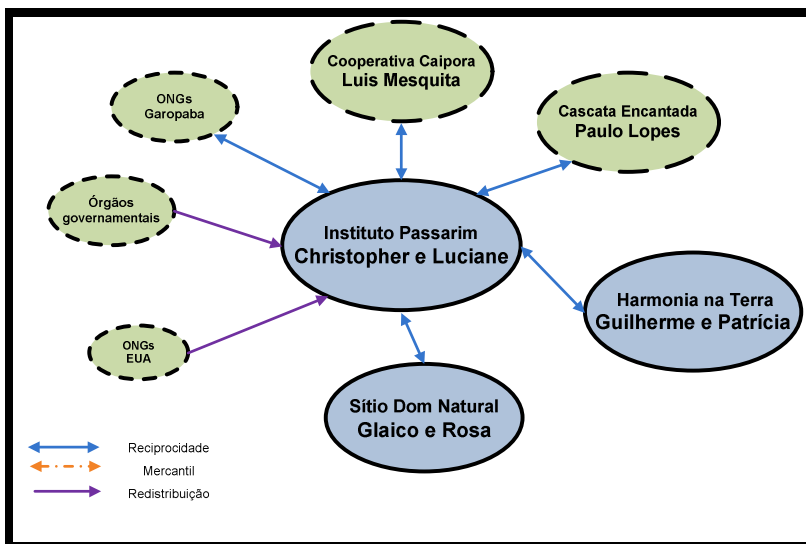 Cooperativa Caipora
Luis Mesquita
ONGs
Garopaba
Cascata Encantada
Paulo Lopes
Órgãos
governamentais
Instituto Passarim
Christopher e Luciane
Harmonia na Terra
Guilherme e Patrícia
ONGs
EUA
Sítio Dom Natural
Glaico e Rosa
Reciprocidade
Mercantil
Redistribuição